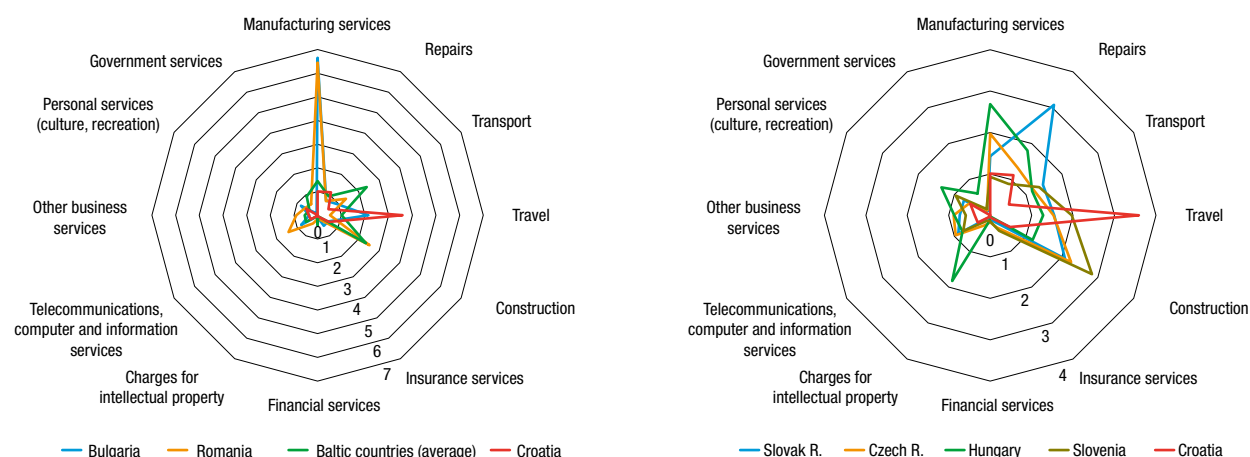 Manufacturing services
Repairs
Transport
Travel
Construction
Insurance services
Financial services
Charges for
intellectual property
Telecommunications,
computer and information
services
Other business
services
Personal services
(culture, recreation)
Government services
0
1
2
3
4
5
6
7
Bulgaria
Romania
Baltic countries (average)
Croatia
Manufacturing services
Repairs
Transport
Travel
Construction
Insurance services
Financial services
Charges for
intellectual property
Telecommunications,
computer and information
services
Other business
services
Personal services
(culture, recreation)
Government services
0
1
2
3
4
Slovak R.
Czech R.
Hungary
Slovenia
Croatia